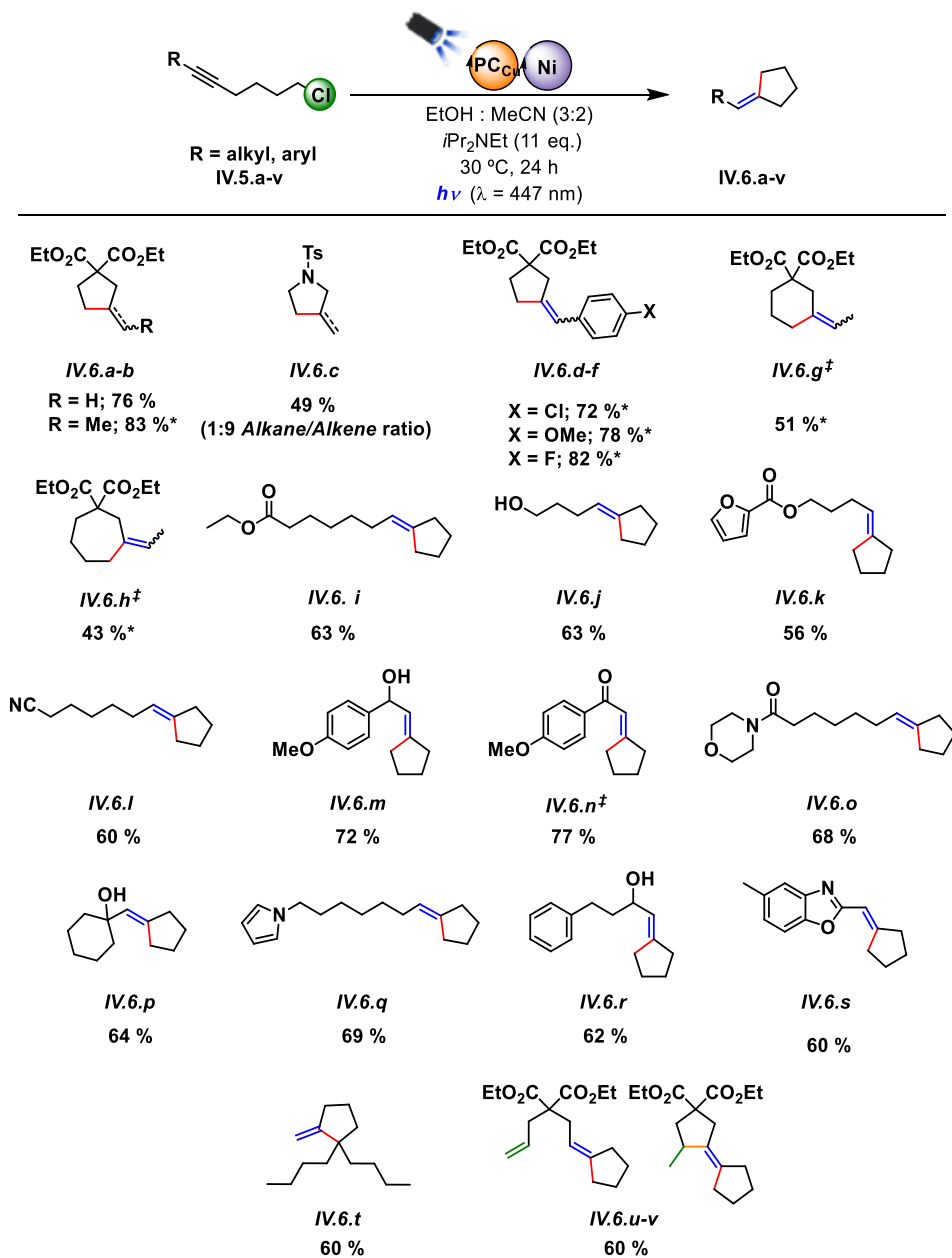 R
Cl
R = alkyl, aryl
IV.5.a-v
PCCu Ni
EtOH : MeCN (3:2)
iPr2NEt (11 eq.)
30 ºC, 24 h
hν (λ = 447 nm)
R
IV.6.a-v
EtO2C CO2Et
R
IV.6.a-b
R = H; 76 %
R = Me; 83 %*
Ts
N
IV.6.c
49 %
(1:9 Alkane/Alkene ratio)
EtO2C CO2Et
X
IV.6.d-f
X = Cl; 72 %*
X = OMe; 78 %*
X = F; 82 %*
EtO2C CO2Et
IV.6.g‡
51 %*
EtO2C CO2Et
IV.6.h‡
43 %*
O
O
IV.6. i
63 %
HO
IV.6.j
63 %
O
O
O
IV.6.k
56 %
NC
IV.6.l
60 %
OH
MeO
IV.6.m
72 %
O
MeO
IV.6.n‡
77 %
O
N
O
IV.6.o
68 %
OH
IV.6.p
64 %
N
IV.6.q
69 %
OH
IV.6.r
62 %
N
O
IV.6.s
60 %
IV.6.t
60 %
EtO2C CO2Et EtO2C CO2Et
IV.6.u-v
60 %